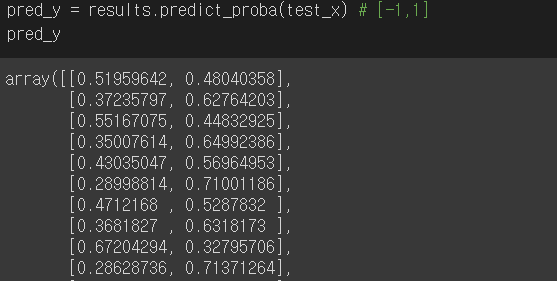 pred_y = results.predict_proba(test_x) # [-1,1]
pred_y
array([[0.51959642, 0.48040358],
[0.37235797, 0.62764203],
[0.55167075, 0.44832925],
[0.35007614, 0.64992386],
[0.43035047, 0.56964953],
[0.28998814, 0.71001186],
[0.4712168 , 0.5287832 ],
[0.3681827 , 0.6318173 ],
[0.67204294, 0.32795706],
[0.28628736, 0.71371264],